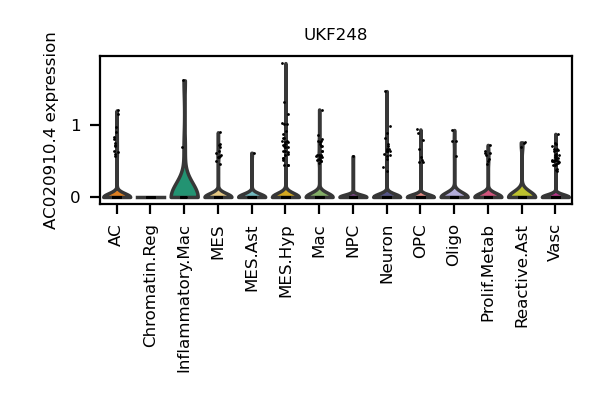 UKF248
AC020910.4 expression
1
0
AC
Chromatin.Reg
Inflammatory.Mac
MES
MES.Ast
MES.Hyp
Mac
NPC
Neuron
OPC
Oligo
Prolif.Metab
Reactive.Ast
Vasc